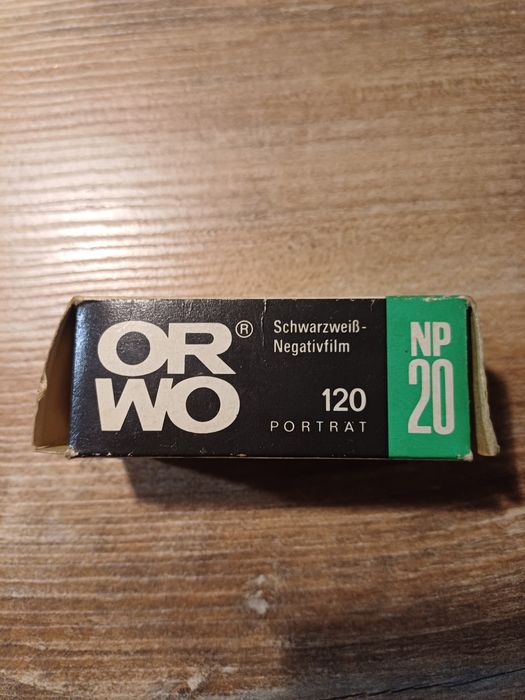 OR
WO®
Schwarzweiß-
Negativfilm
120
PORTRÄT
NP
20